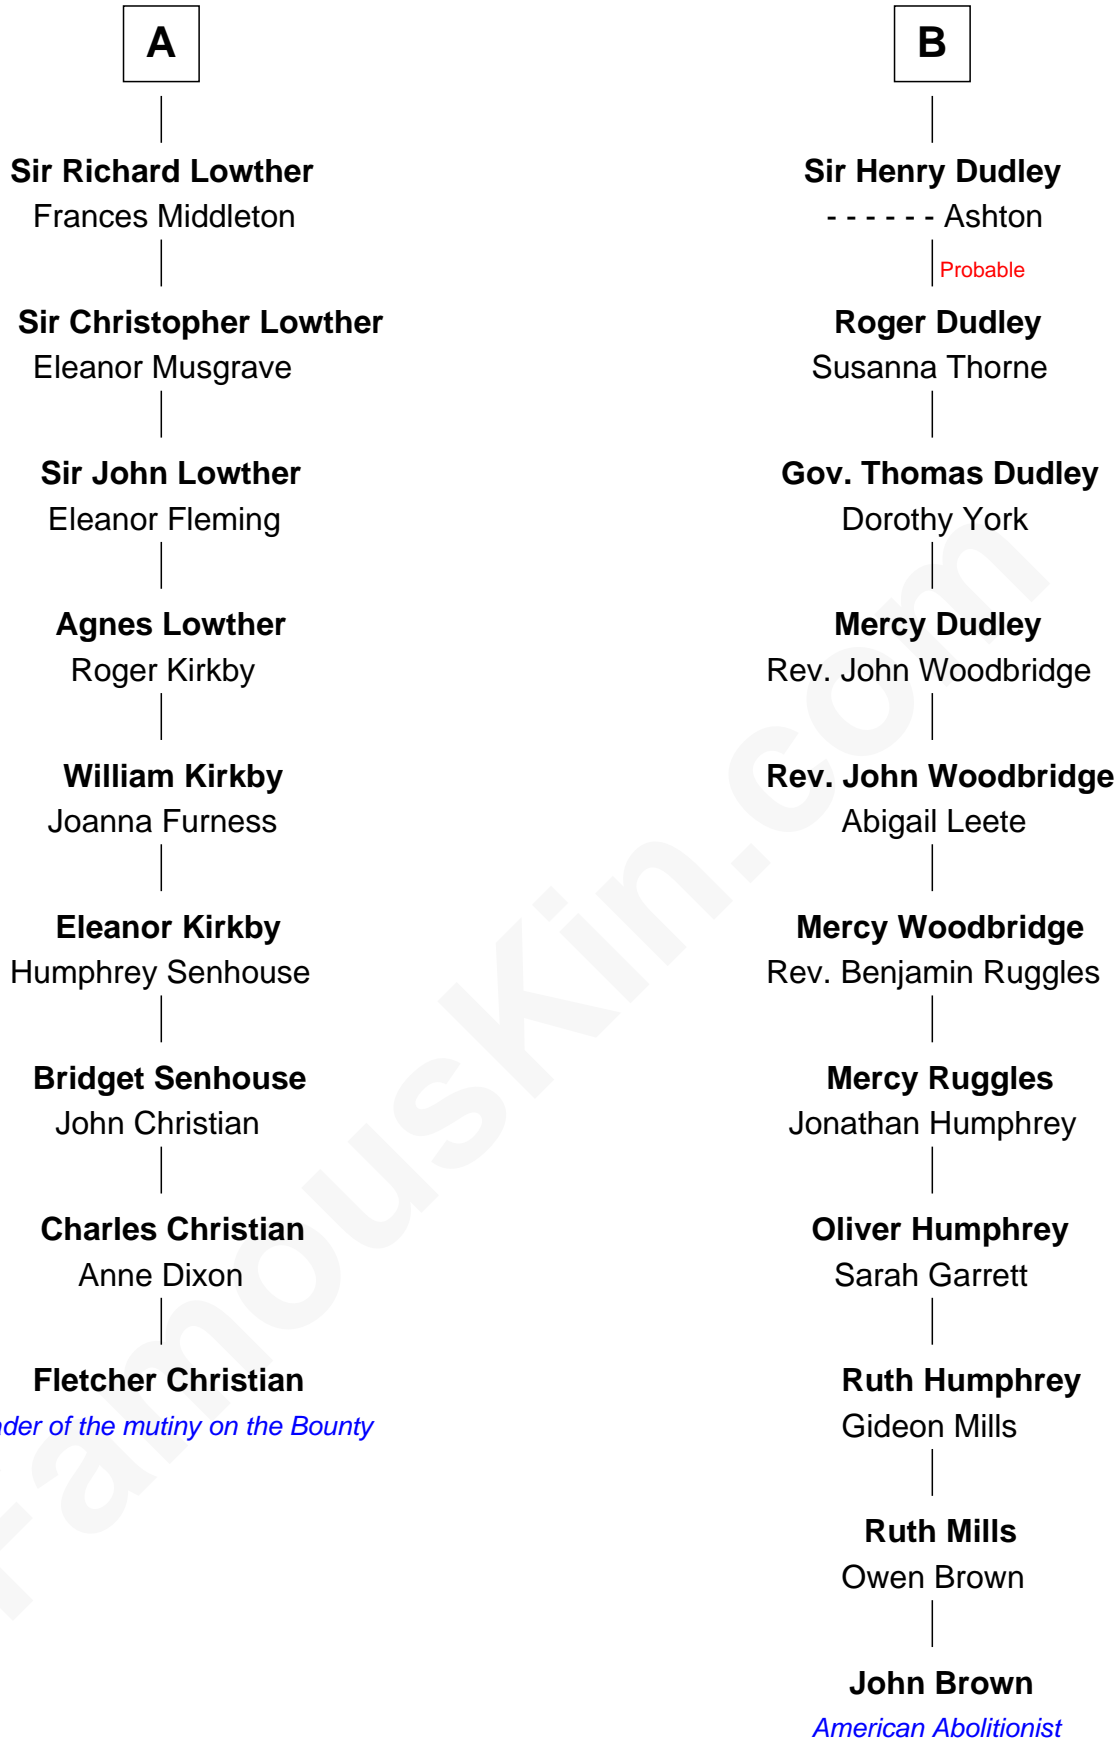 A
Sir Richard Lowther
Frances Middleton
Sir Christopher Lowther
Eleanor Musgrave
Sir John Lowther
Eleanor Fleming
Agnes Lowther
Roger Kirkby
William Kirkby
Joanna Furness
Eleanor Kirkby
Humphrey Senhouse
Bridget Senhouse
John Christian
Charles Christian
Anne Dixon
Fletcher Christian
ader of the mutiny on the Bounty
B
Sir Henry Dudley
- - - - - - Ashton
Probable
Roger Dudley
Susanna Thorne
Gov. Thomas Dudley
Dorothy York
Mercy Dudley
Rev. John Woodbridge
Rev. John Woodbridge
Abigail Leete
Mercy Woodbridge
Rev. Benjamin Ruggles
Mercy Ruggles
Jonathan Humphrey
Oliver Humphrey
Sarah Garrett
Ruth Humphrey
Gideon Mills
Ruth Mills
Owen Brown
John Brown
American Abolitionist
FamousKin.com